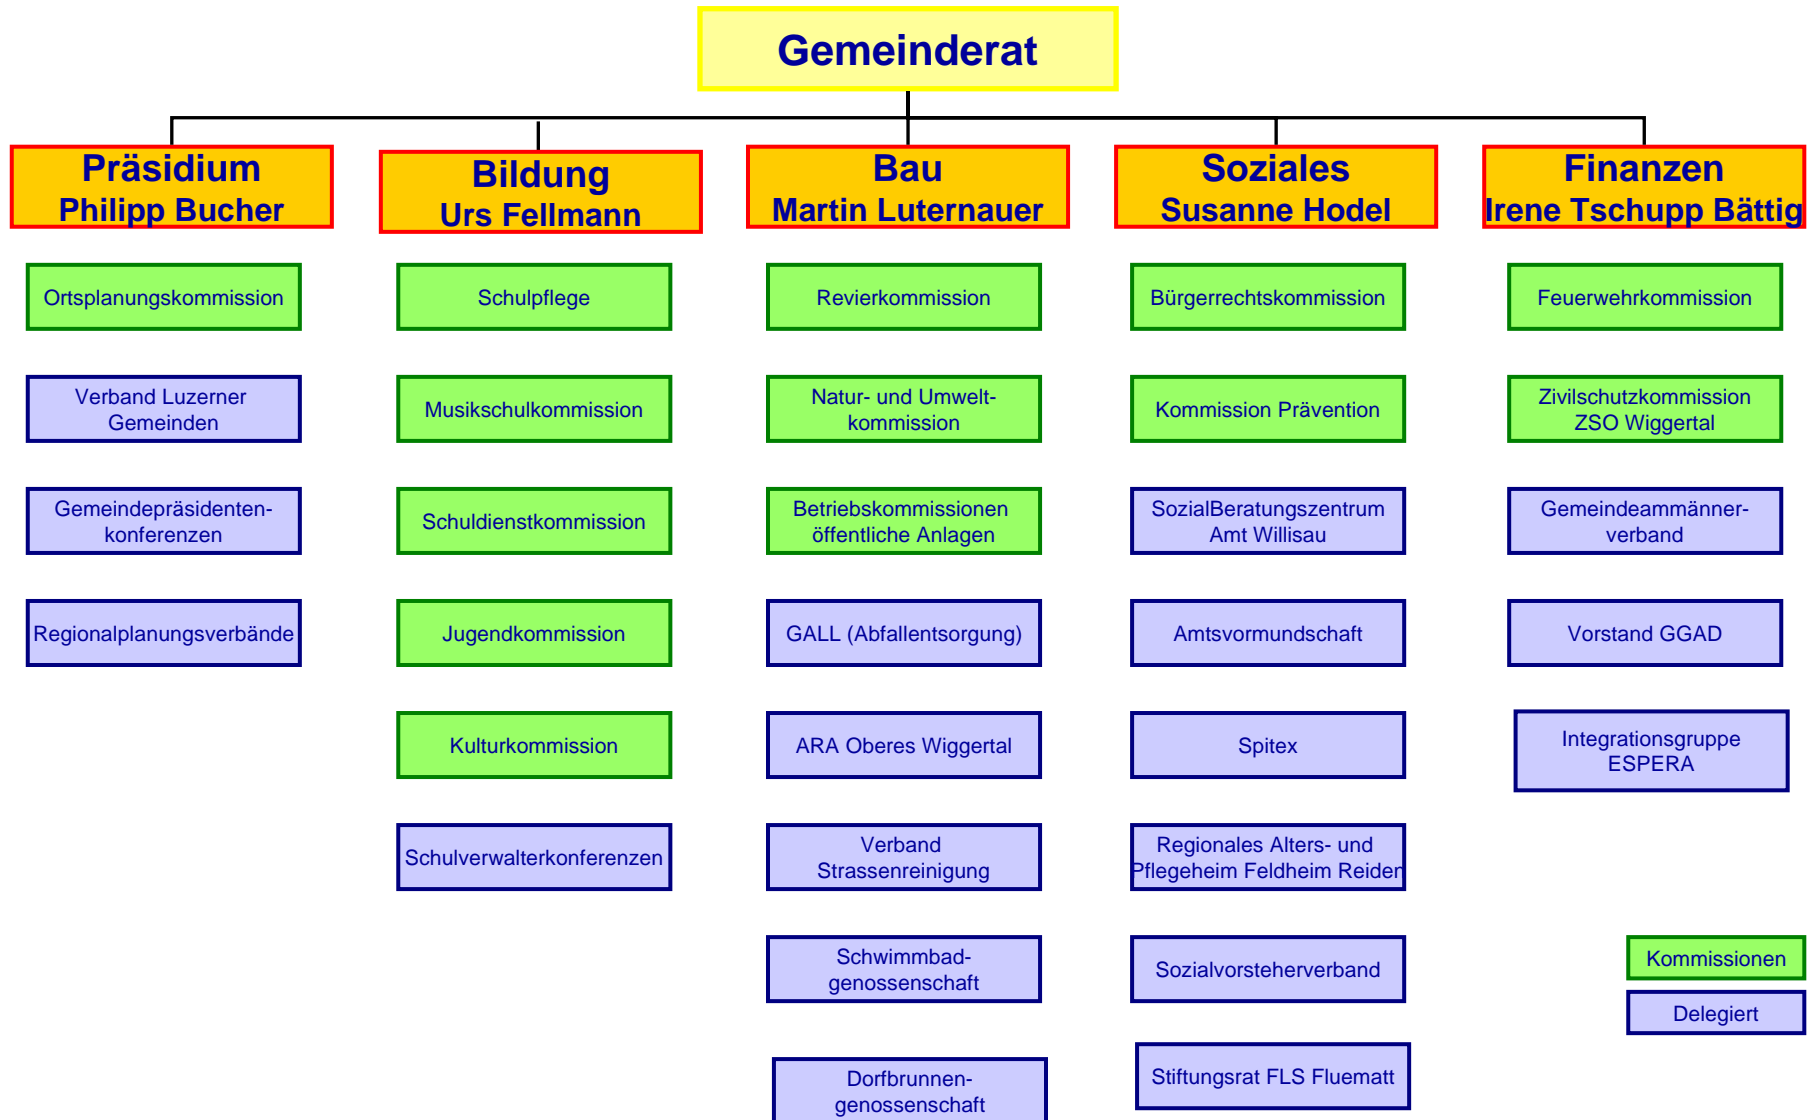 Gemeinderat
Präsidium
Philipp Bucher
Bildung
Urs Fellmann
Bau
Martin Luternauer
Soziales
Susanne Hodel
Finanzen
Irene Tschupp Bättig
Ortsplanungskommission
Verband Luzerner
Gemeinden
Gemeindepräsidenten-
konferenzen
Regionalplanungsverbände
Schulpflege
Musikschulkommission
Schuldienstkommission
Jugendkommission
Kulturkommission
Schulverwalterkonferenzen
Revierkommission
Natur- und Umwelt-
kommission
Betriebskommissionen
öffentliche Anlagen
GALL (Abfallentsorgung)
ARA Oberes Wiggertal
Verband
Strassenreinigung
Schwimmbad-
genossenschaft
Dorfbrunnen-
genossenschaft
Bürgerrechtskommission
Kommission Prävention
SozialBeratungszentrum
Amt Willisau
Amtsvormundschaft
Spitex
Regionales Alters- und
Pflegeheim Feldheim Reiden
Sozialvorsteherverband
Stiftungsrat FLS Fluematt
Feuerwehrkommission
Zivilschutzkommission
ZSO Wiggertal
Gemeindeammänner-
verband
Vorstand GGAD
Integrationsgruppe
ESPERA
Kommissionen
Delegiert